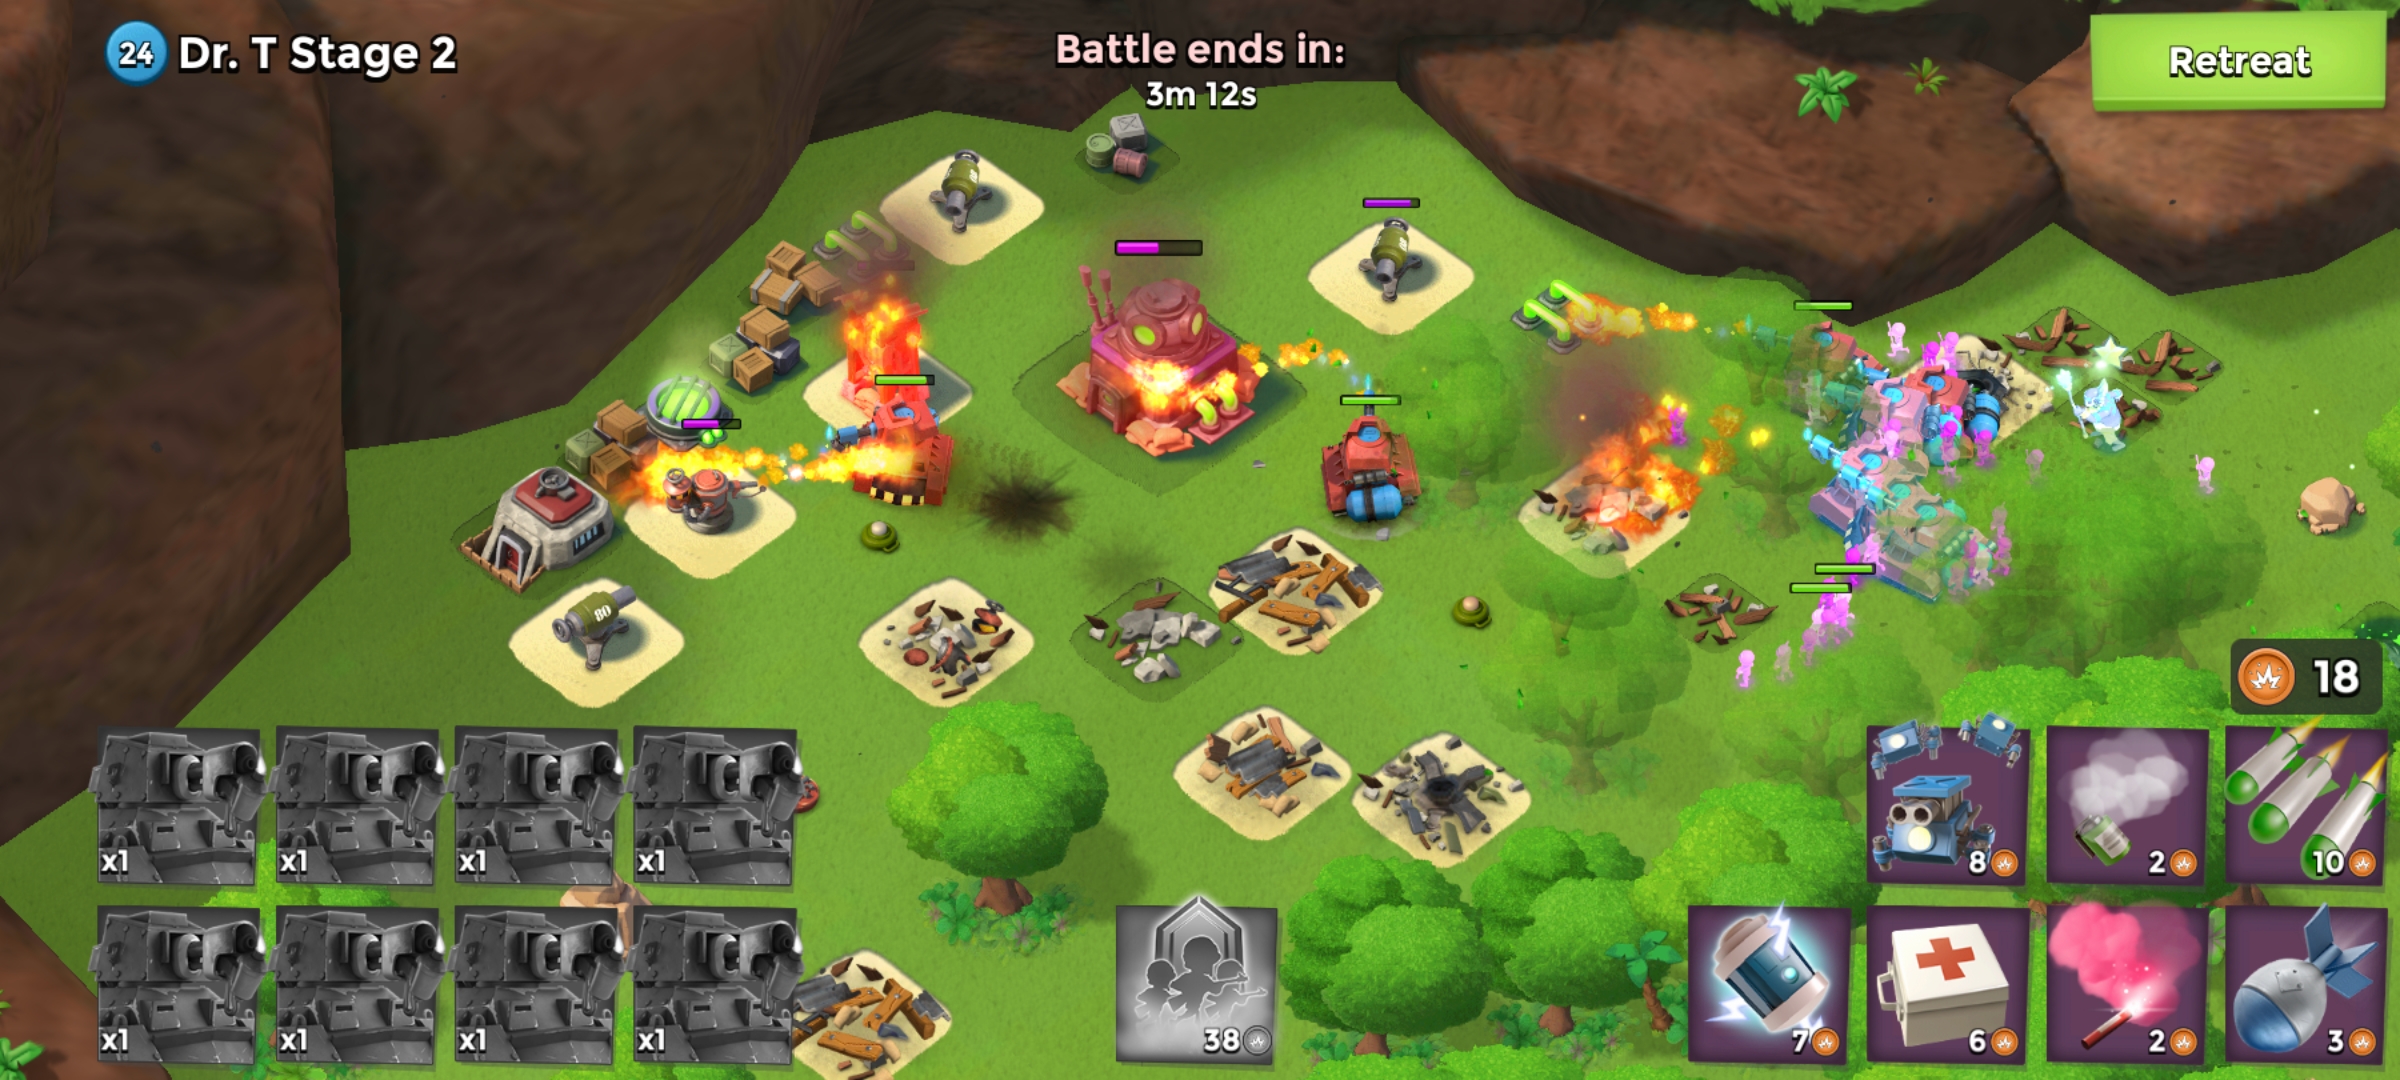 24 Dr. T Stage 2
Battle ends in:
3m 12s
Retreat
80
18
x1 x1 x1 x1
8 2 10
x1 x1 x1 x1
38
7 6 2 3